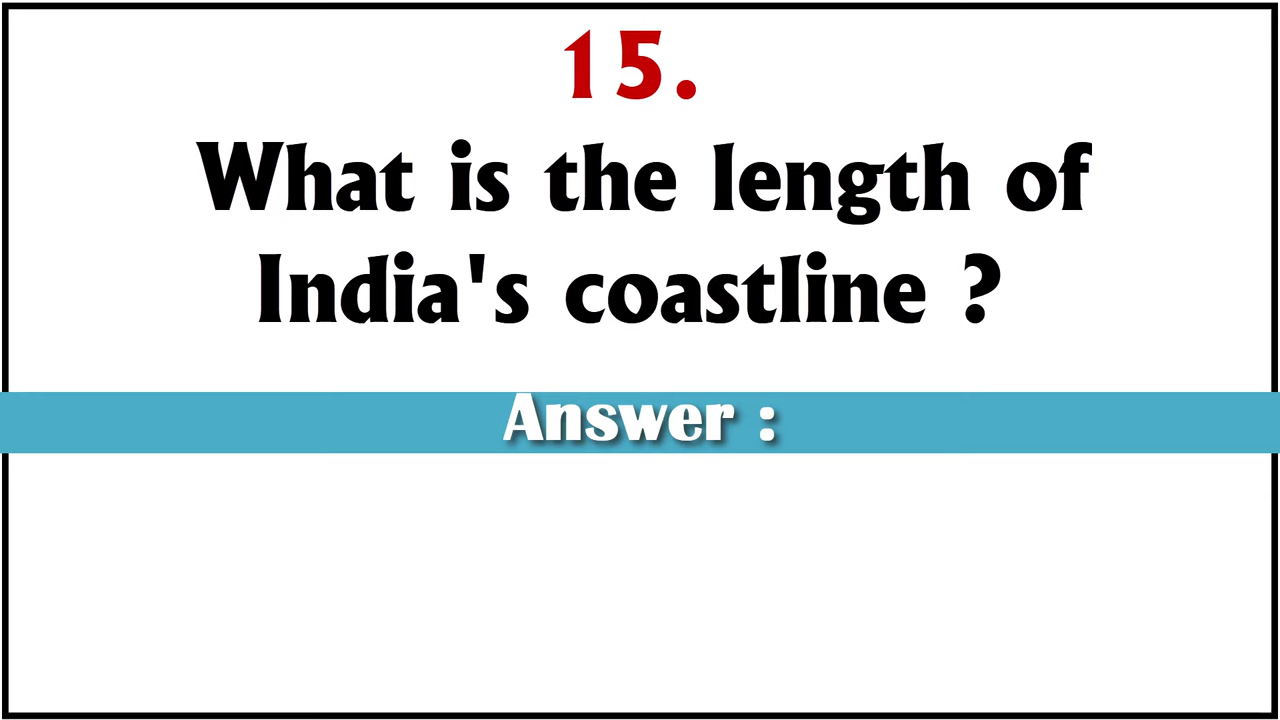 15.
What is the length of
India's coastline ?
Answer :